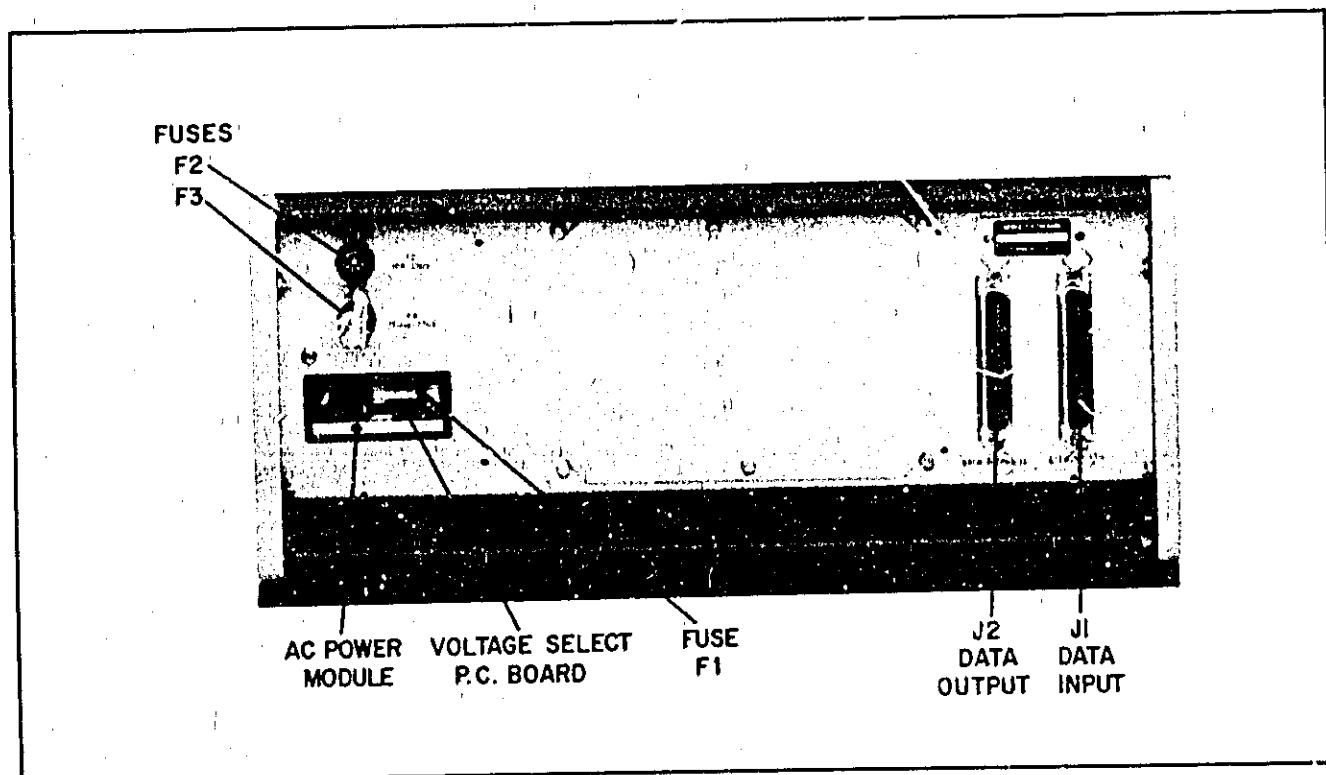 FUSES
F2
F3
AC POWER
MODULE
VOLTAGE SELECT
P.C. BOARD
FUSE
F1
J2
DATA
OUTPUT
J1
DATA
INPUT